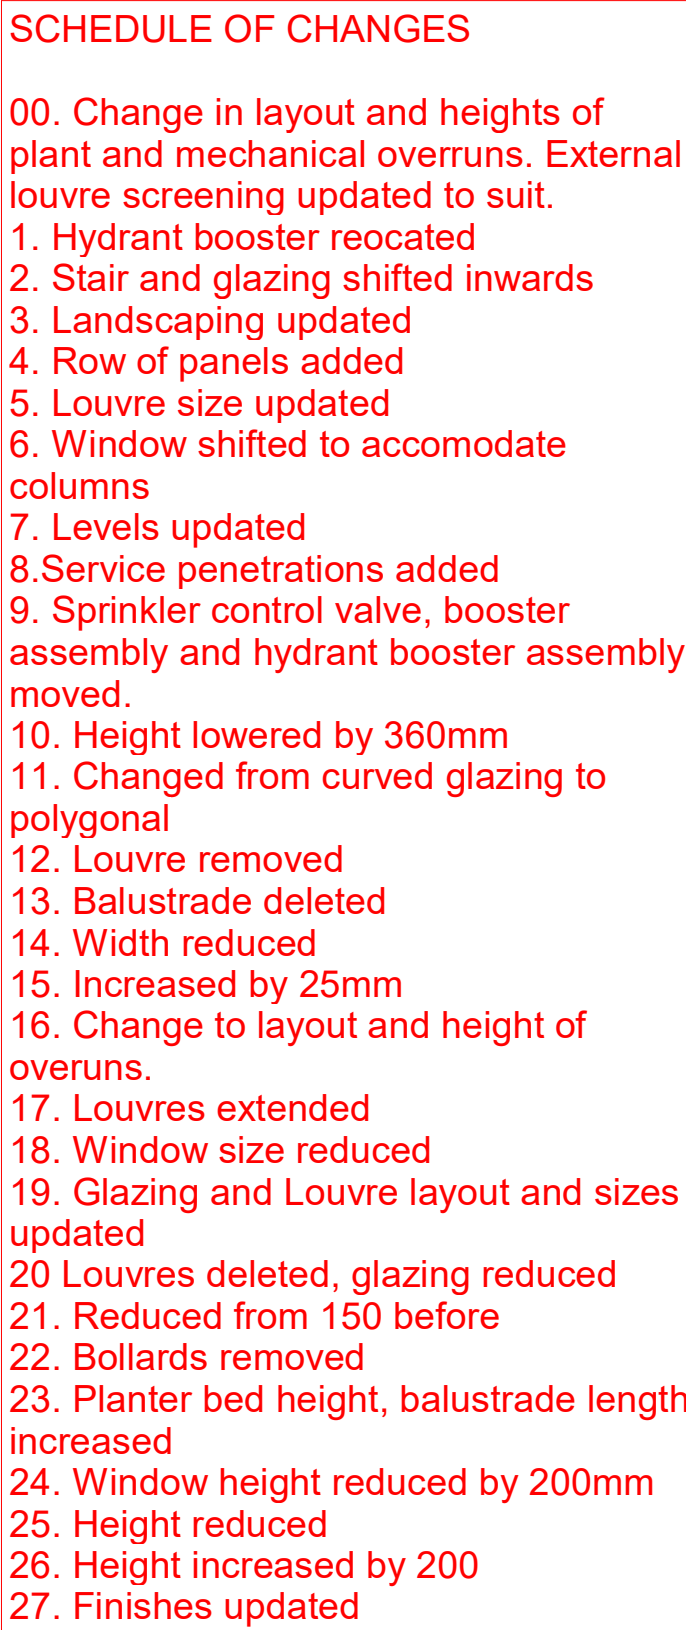 SCHEDULE OF CHANGES
00. Change in layout and heights of
plant and mechanical overruns. External
louvre screening updated to suit.
1. Hydrant booster reocated
2. Stair and glazing shifted inwards
3. Landscaping updated
4. Row of panels added
5. Louvre size updated
6. Window shifted to accomodate
columns
7. Levels updated
8.Service penetrations added
9. Sprinkler control valve, booster
assembly and hydrant booster assembly
moved.
10. Height lowered by 360mm
11. Changed from curved glazing to
polygonal
12. Louvre removed
13. Balustrade deleted
14. Width reduced
15. Increased by 25mm
16. Change to layout and height of
overuns.
17. Louvres extended
18. Window size reduced
19. Glazing and Louvre layout and sizes
updated
20 Louvres deleted, glazing reduced
21. Reduced from 150 before
22. Bollards removed
23. Planter bed height, balustrade length
increased
24. Window height reduced by 200mm
25. Height reduced
26. Height increased by 200
27. Finishes updated